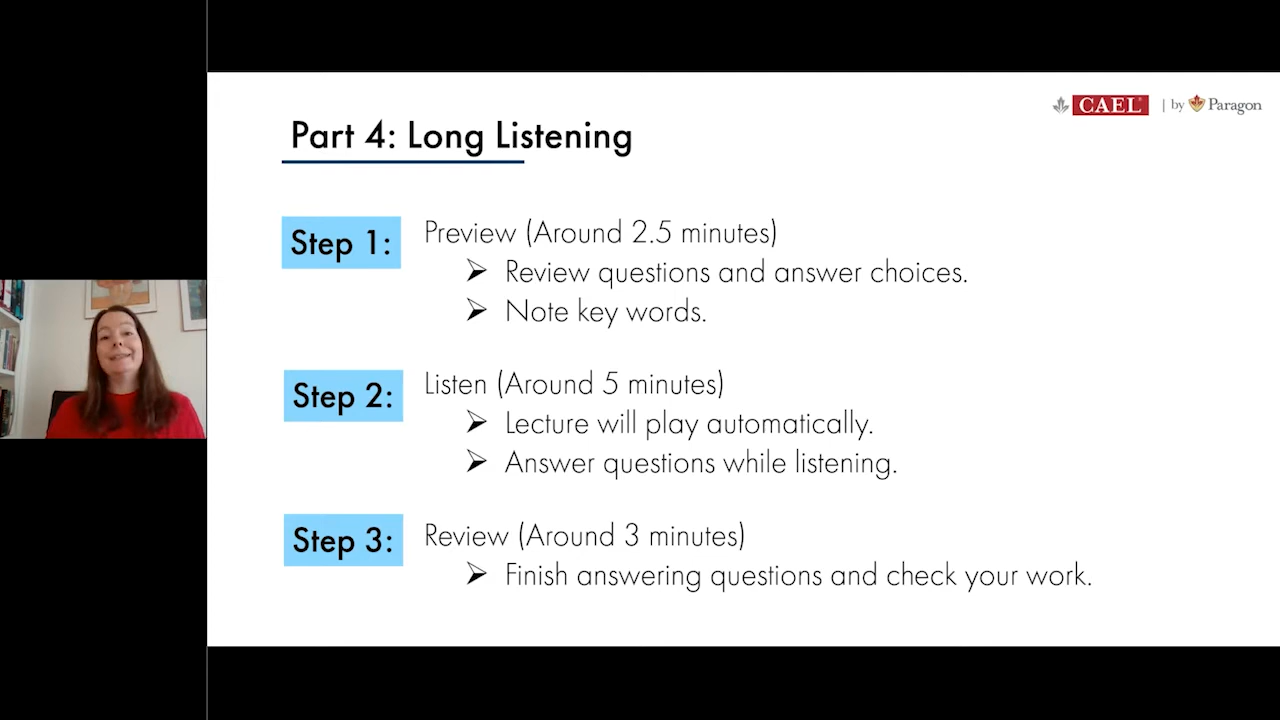 CAEL | by Paragon
Part 4: Long Listening
Step 1: Preview (Around 2.5 minutes)
➤ Review questions and answer choices.
➤ Note key words.
Step 2: Listen (Around 5 minutes)
➤ Lecture will play automatically.
➤ Answer questions while listening.
Step 3: Review (Around 3 minutes)
➤ Finish answering questions and check your work.